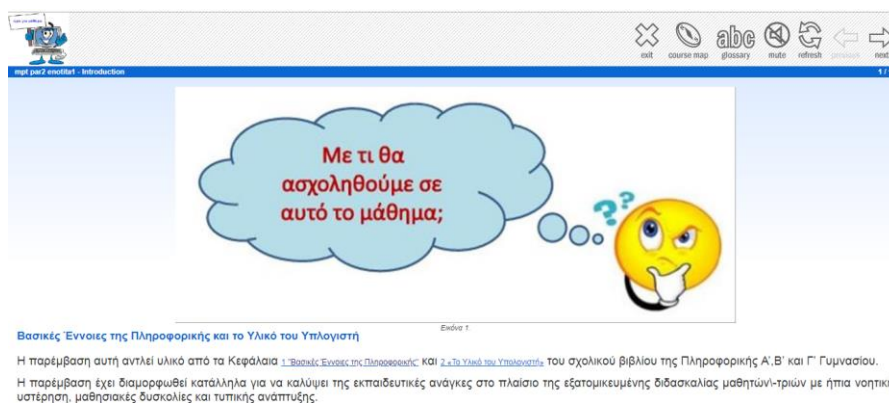 exit course map abc glossary mute refresh previous next
mpt par2 enotita1 - Introduction 1 /
Με τι θα
ασχοληθούμε σε
αυτό το μάθημα;
??
Εικόνα 1.
Βασικές Έννοιες της Πληροφορικής και το Υλικό του Υπλογιστή
Η παρέμβαση αυτή αντλεί υλικό από τα Κεφάλαια 1 "Βασικές Έννοιες της Πληροφορικής" και 2 «Το Υλικό του Υπολογιστή» του σχολικού βιβλίου της Πληροφορικής Α',Β' και Γ' Γυμνασίου.
Η παρέμβαση έχει διαμορφωθεί κατάλληλα για να καλύψει της εκπαιδευτικές ανάγκες στο πλαίσιο της εξατομικευμένης διδασκαλίας μαθητών\-τριών με ήπια νοητικ
υστέρηση, μαθησιακές δυσκολίες και τυπικής ανάπτυξης.